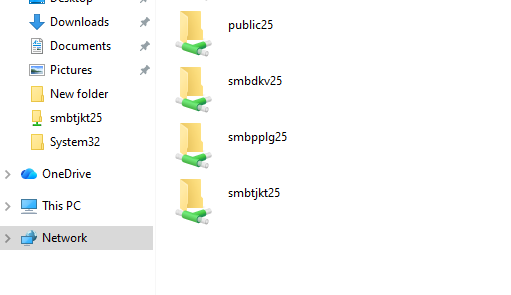 Desktop
Downloads
Documents
Pictures
New folder
smbtjkt25
System32
OneDrive
This PC
Network
public25
smbdkv25
smbpplg25
smbtjkt25